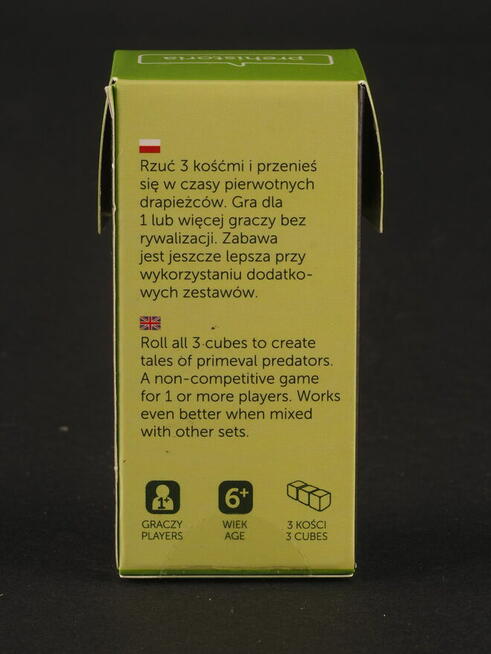 prehistoria
Rzuć 3 kośćmi i przenieś
się w czasy pierwotnych
drapieżców. Gra dla
1 lub więcej graczy bez
rywalizacji. Zabawa
jest jeszcze lepsza przy
wykorzystaniu dodatko-
wych zestawów.
Roll all 3 cubes to create
tales of primeval predators.
A non-competitive game
for 1 or more players. Works
even better when mixed
with other sets.
1+
GRACZY
PLAYERS
6+
WIEK
AGE
3 KOŚCI
3 CUBES